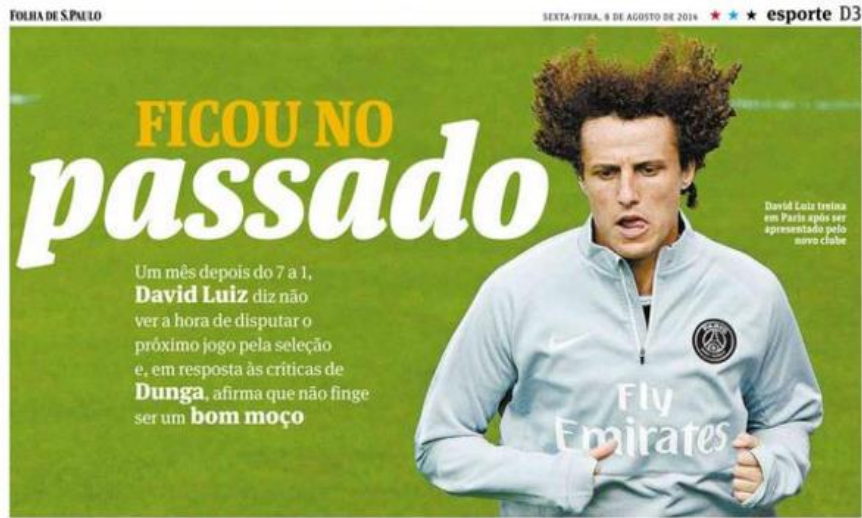 FOLHA DE S.PAULO
SEXTA-FEIRA, 8 DE AGOSTO DE 2014 ★ ★ ★ esporte D3
FICOU NO
passado
David Luiz treina
em Paris após ser
apresentado pelo
novo clube
Um mês depois do 7 a 1,
David Luiz diz não
ver a hora de disputar o
próximo jogo pela seleção
e, em resposta às críticas de
Dunga, afirma que não finge
ser um bom moço
PARIS
Fly
Emirates